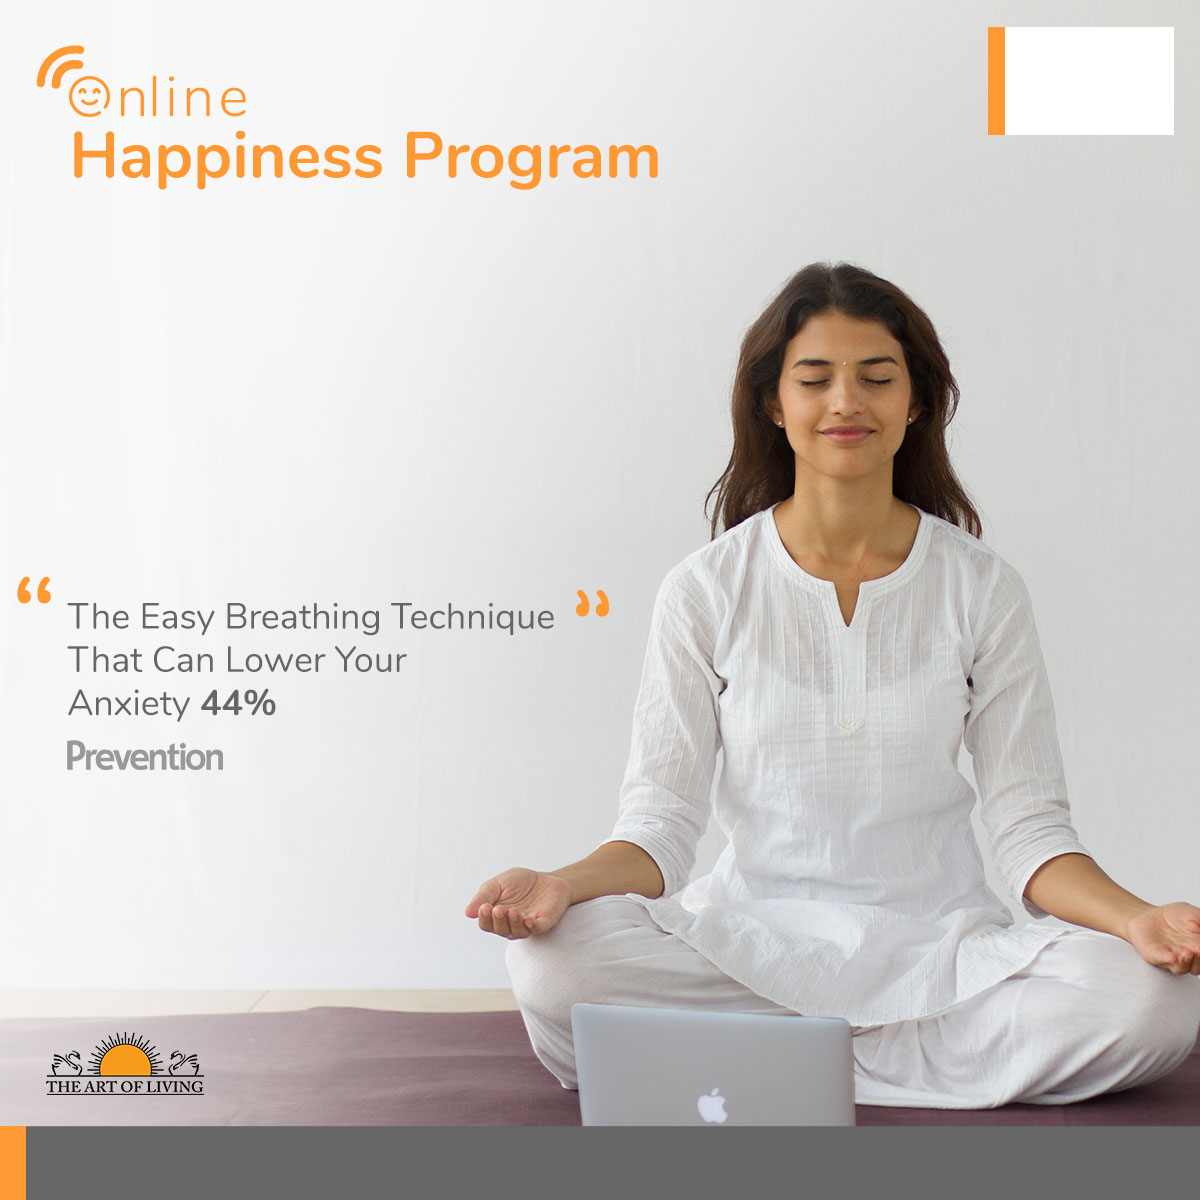 Online
Happiness Program
“ The Easy Breathing Technique ”
That Can Lower Your
Anxiety 44%
Prevention
THE ART OF LIVING